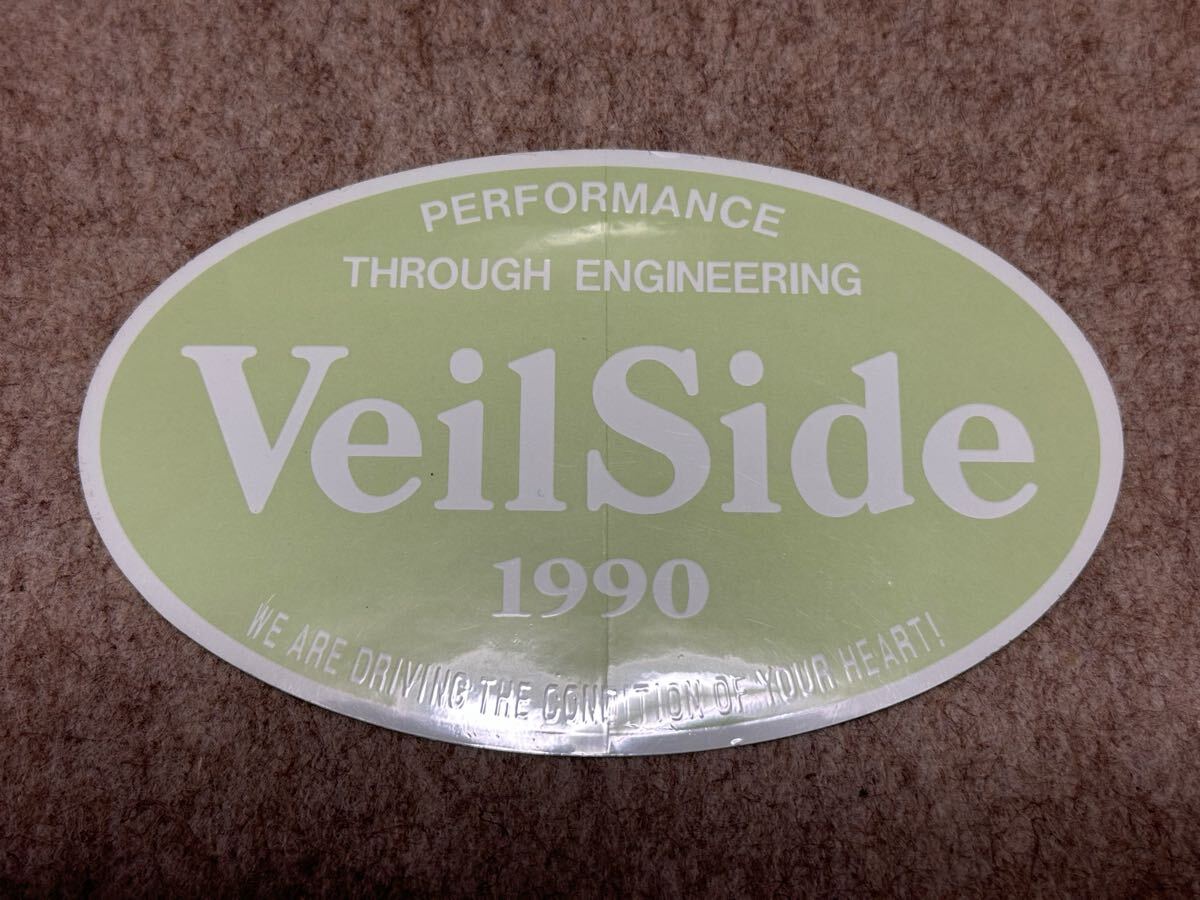 PERFORMANCE
THROUGH ENGINEERING
VeilSide
1990
WE ARE DRIVING THE CONDITION OF YOUR HEART!